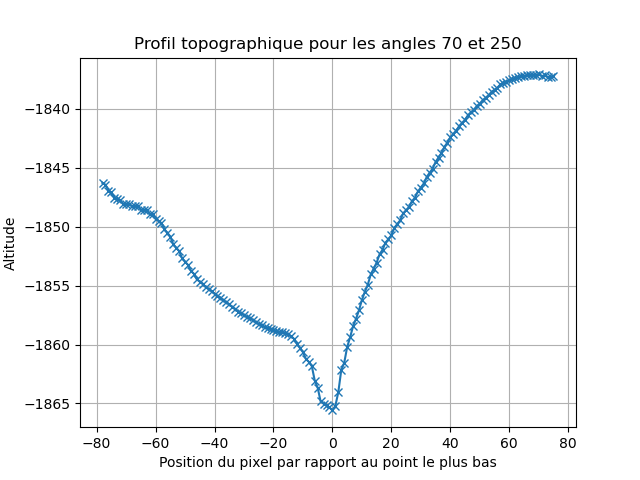 Profil topographique pour les angles 70 et 250
Altitude
−1840
−1845
−1850
−1855
−1860
−1865
−80 −60 −40 −20 0 20 40 60 80
Position du pixel par rapport au point le plus bas